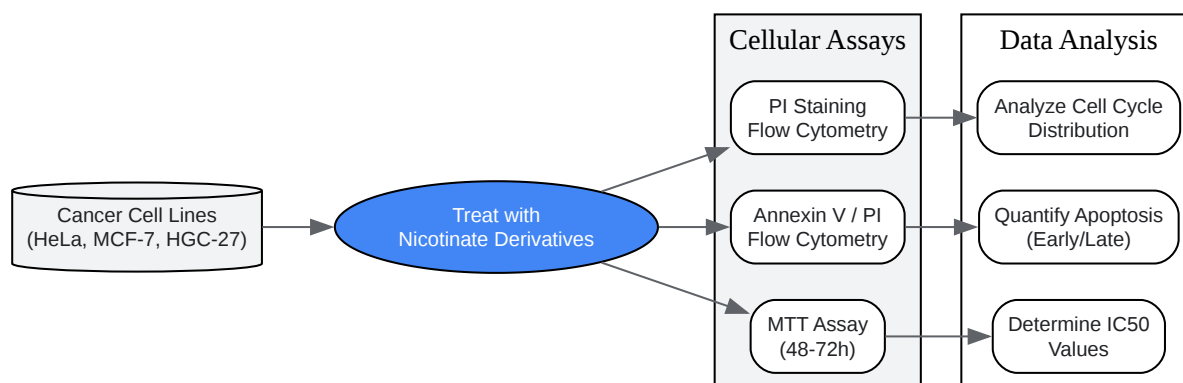 Cellular Assays
Data Analysis
PI Staining
Flow Cytometry
Analyze Cell Cycle
Distribution
Cancer Cell Lines
(HeLa, MCF-7, HGC-27)
Treat with
Nicotinate Derivatives
Annexin V / PI
Flow Cytometry
Quantify Apoptosis
(Early/Late)
MTT Assay
(48-72h)
Determine IC50
Values